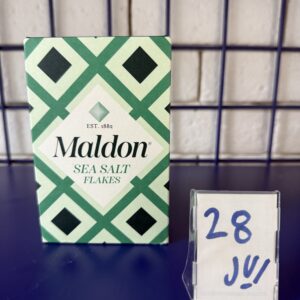 EST. 1882
Maldon®
SEA SALT
FLAKES
28